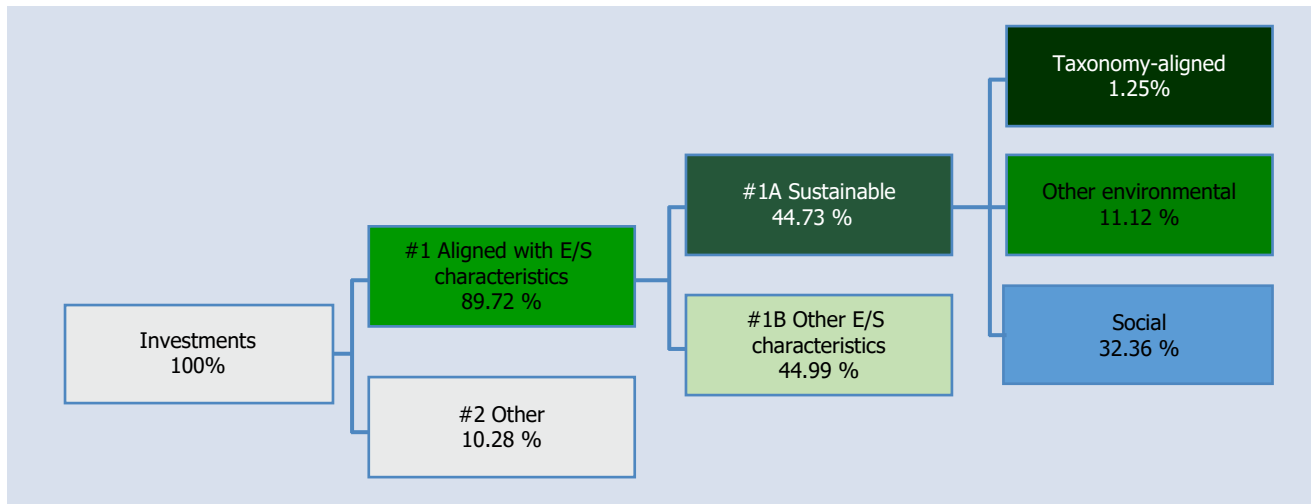 Investments
100%
#1 Aligned with E/S
characteristics
89.72 %
#2 Other
10.28 %
#1A Sustainable
44.73 %
#1B Other E/S
characteristics
44.99 %
Taxonomy-aligned
1.25%
Other environmental
11.12 %
Social
32.36 %